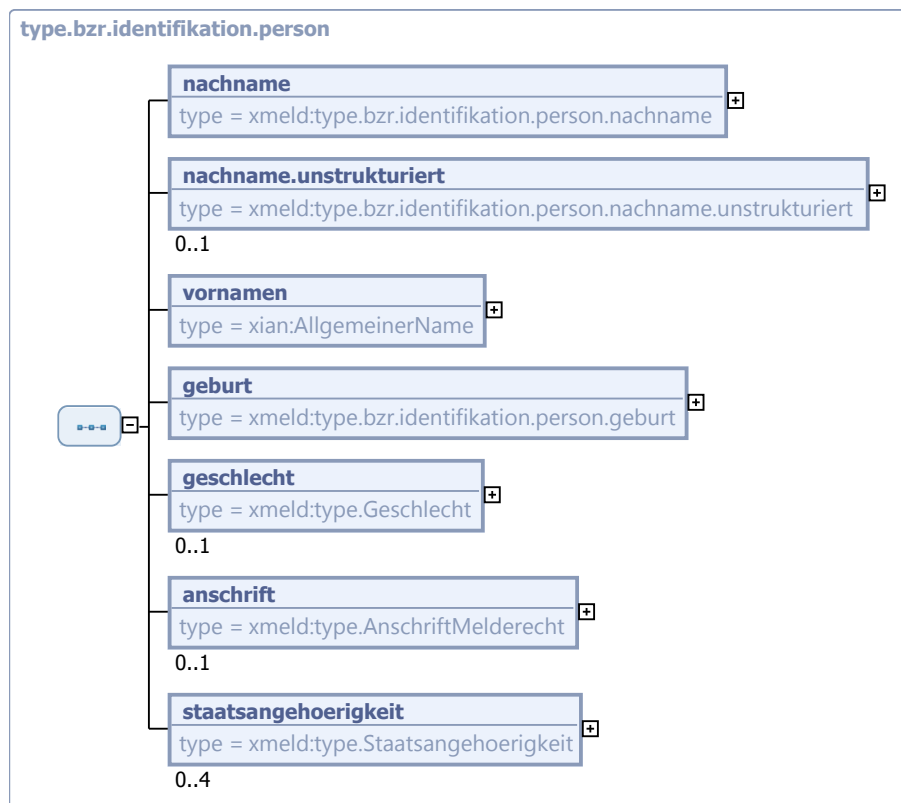 type.bzr.identifikation.person
nachname
type = xmeld:type.bzr.identifikation.person.nachname
nachname.unstrukturiert
type = xmeld:type.bzr.identifikation.person.nachname.unstrukturiert
0..1
vornamen
type = xian:AllgemeinerName
geburt
type = xmeld:type.bzr.identifikation.person.geburt
geschlecht
type = xmeld:type.Geschlecht
0..1
anschrift
type = xmeld:type.AnschriftMelderecht
0..1
staatsangehoerigkeit
type = xmeld:type.Staatsangehoerigkeit
0..4